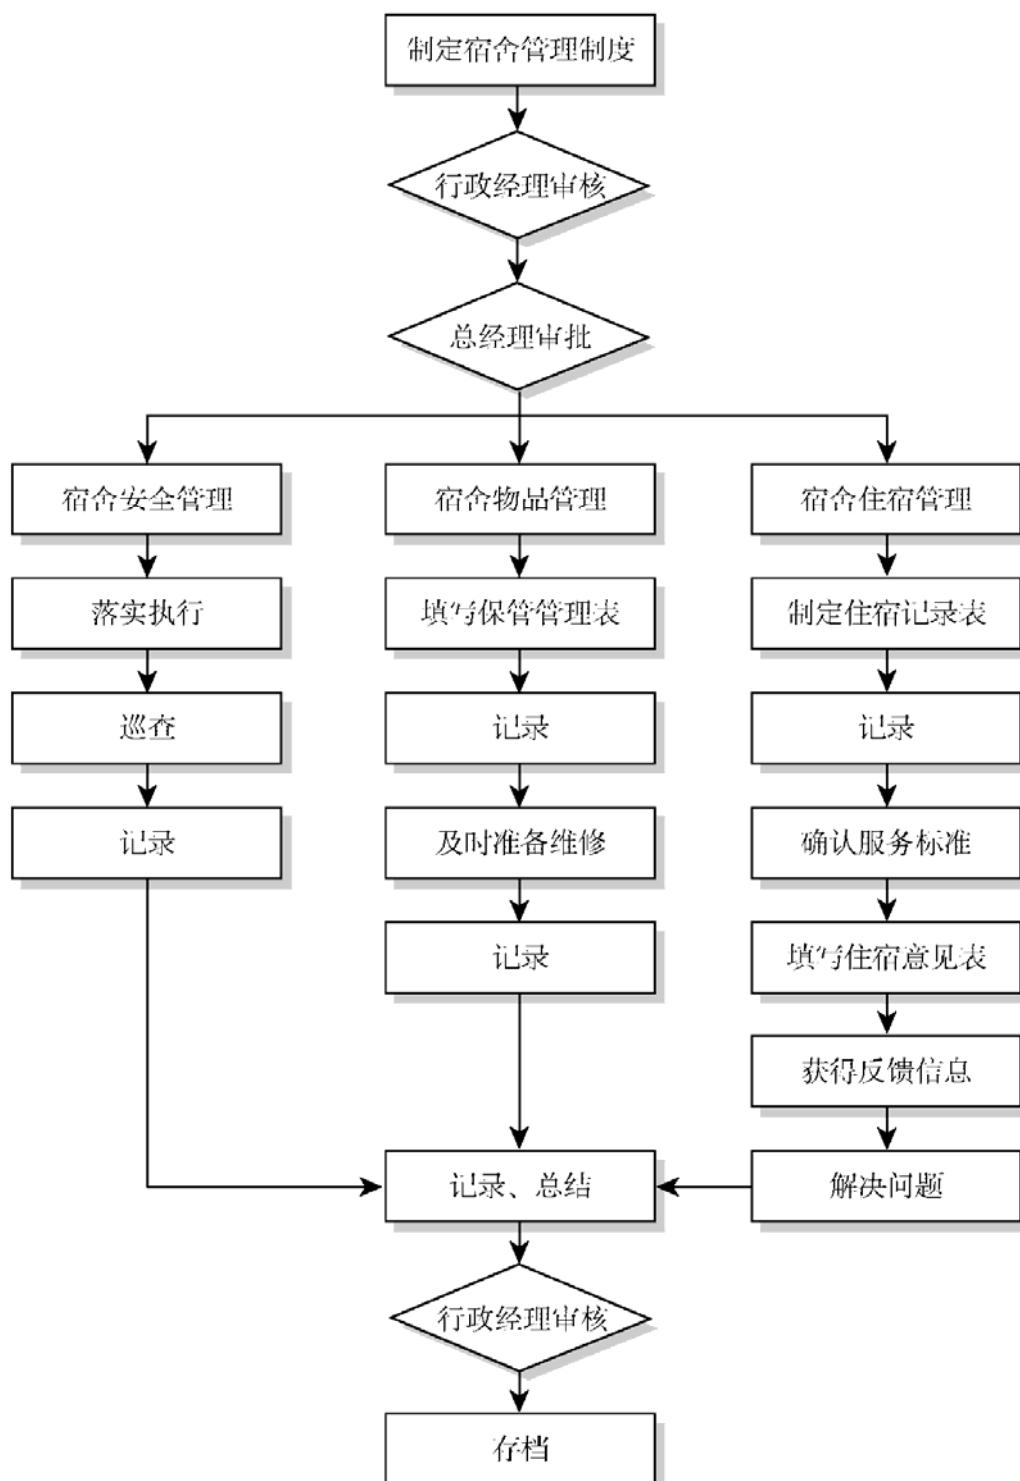 制定宿舍管理制度
行政经理审核
总经理审批
宿舍安全管理
宿舍物品管理
宿舍住宿管理
落实执行
填写保管管理表
制定住宿记录表
巡查
记录
记录
记录
及时准备维修
确认服务标准
记录
填写住宿意见表
获得反馈信息
记录、总结
解决问题
行政经理审核
存档